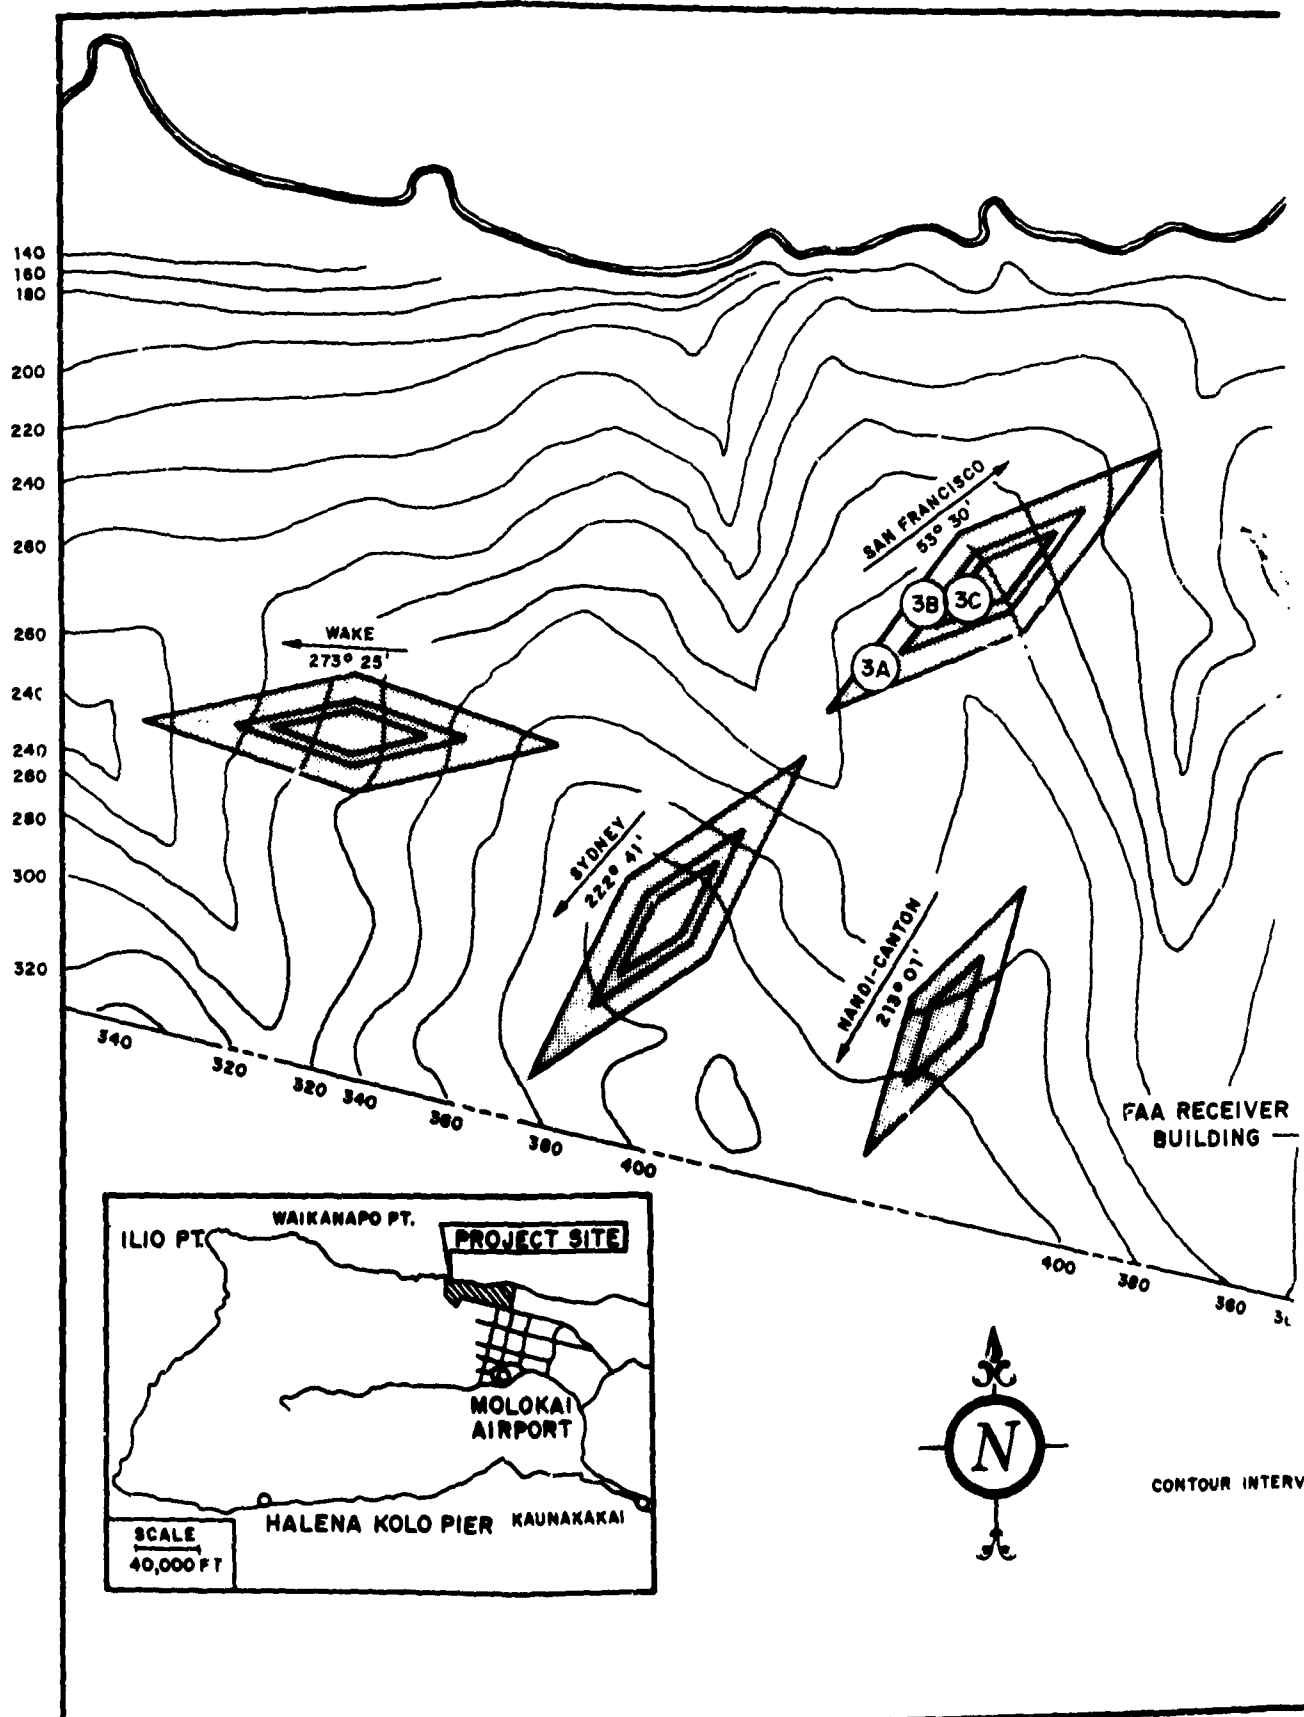 140
160
180
200
220
240
260
260
240
240
260
280
300
320
340
320
320
340
360
380
400
400
380
360
SAN FRANCISCO
53° 30'
3B
3C
3A
WAKE
273° 25'
SYDNEY
222° 41'
NANDI-CANTON
215° 01'
FAA RECEIVER
BUILDING
WAIKANAPO PT.
ILIO PT.
PROJECT SITE
MOLOKAI
AIRPORT
HALENA KOLO PIER
KAUNAKAKAI
SCALE
40,000 FT
N
CONTOUR INTERV